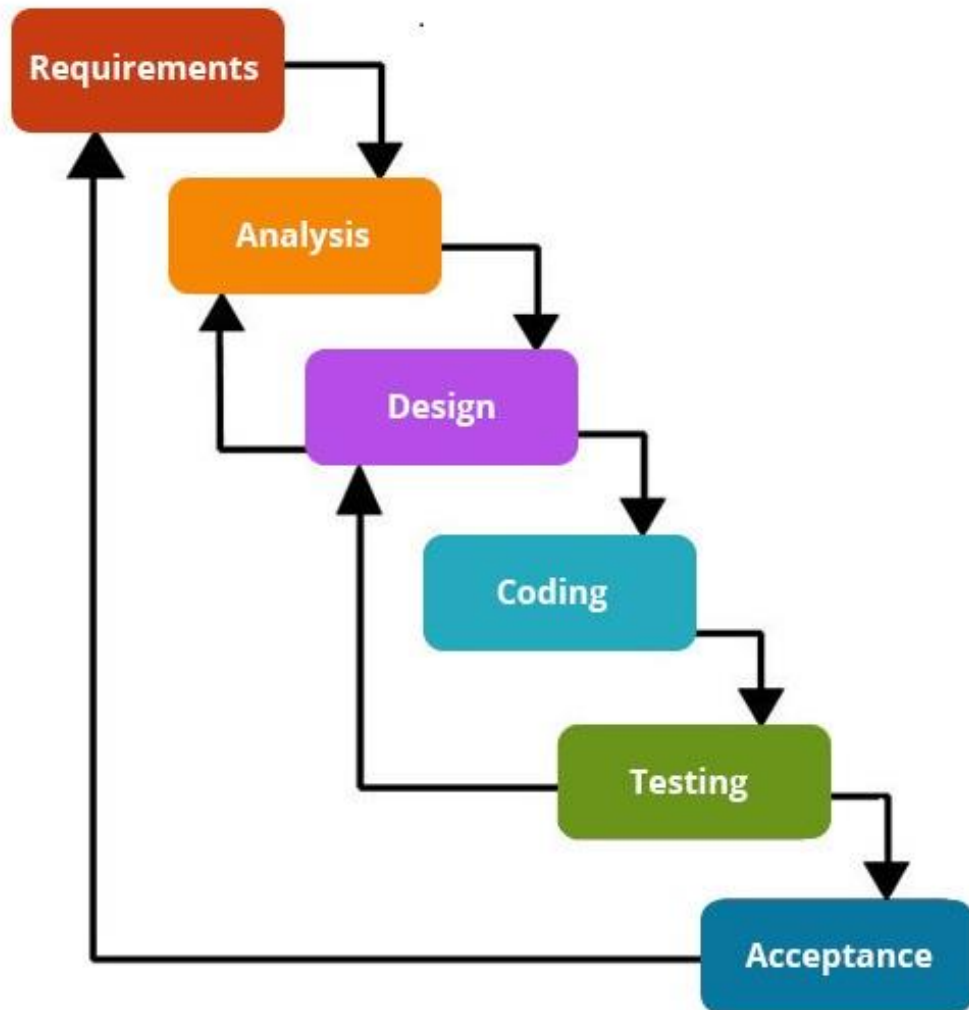 Requirements
Analysis
Design
Coding
Testing
Acceptance